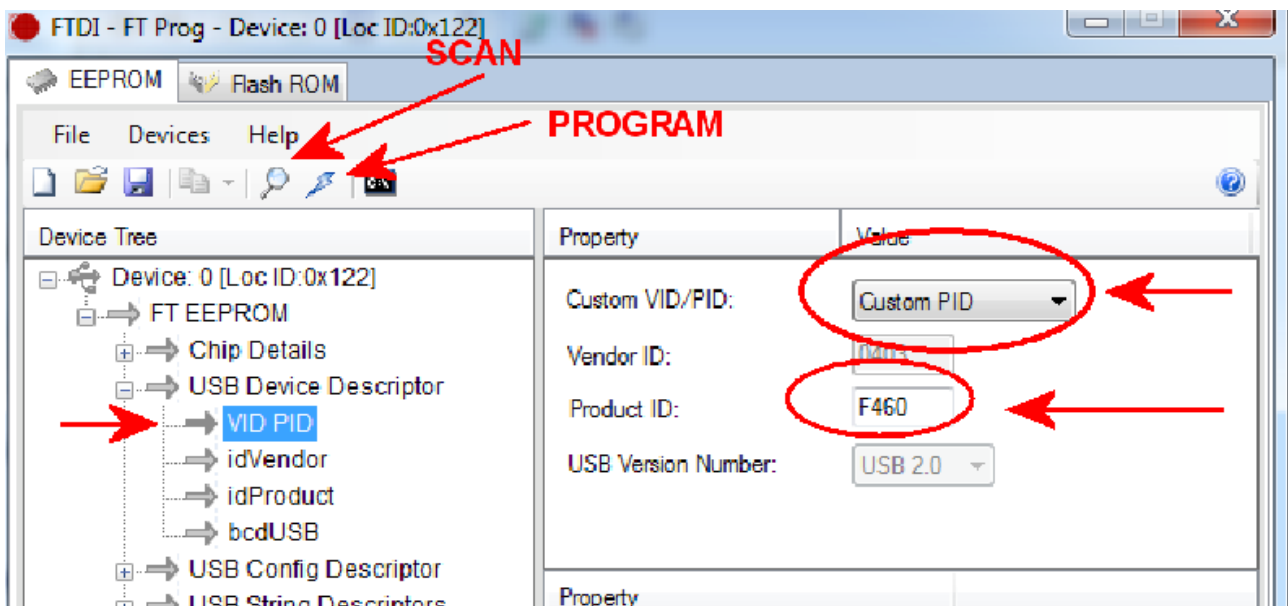 FTDI - FT Prog - Device: 0 [Loc ID:0x122]
SCAN
EEPROM Flash ROM
File Devices Help
PROGRAM
Device Tree
Property Value
Device: 0 [Loc ID:0x122]
FT EEPROM
Chip Details
USB Device Descriptor
VID PID
idVendor
idProduct
bcdUSB
USB Config Descriptor
USB String Descriptors
Custom VID/PID: Custom PID
Vendor ID: 0403
Product ID: F460
USB Version Number: USB 2.0
Property